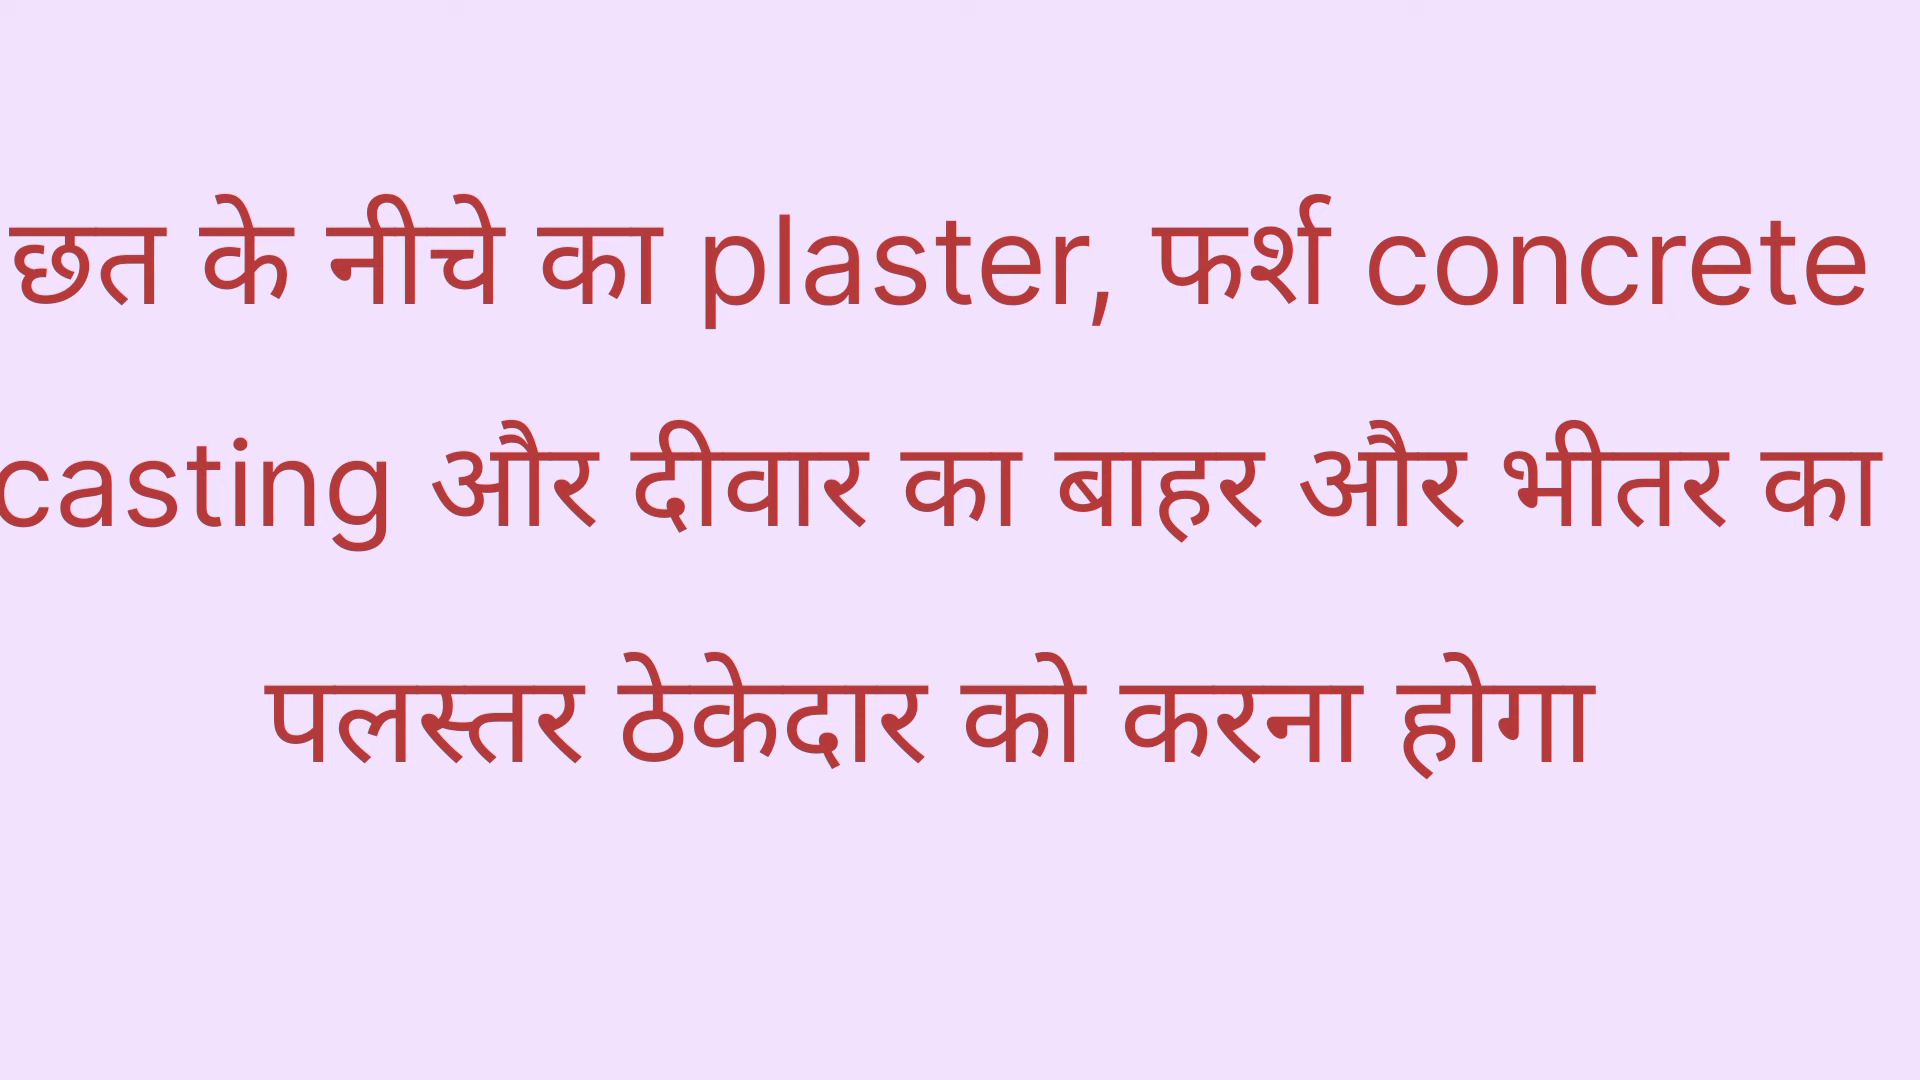 छत के नीचे का plaster, फर्श concrete
casting और दीवार का बाहर और भीतर का
पलस्तर ठेकेदार को करना होगा